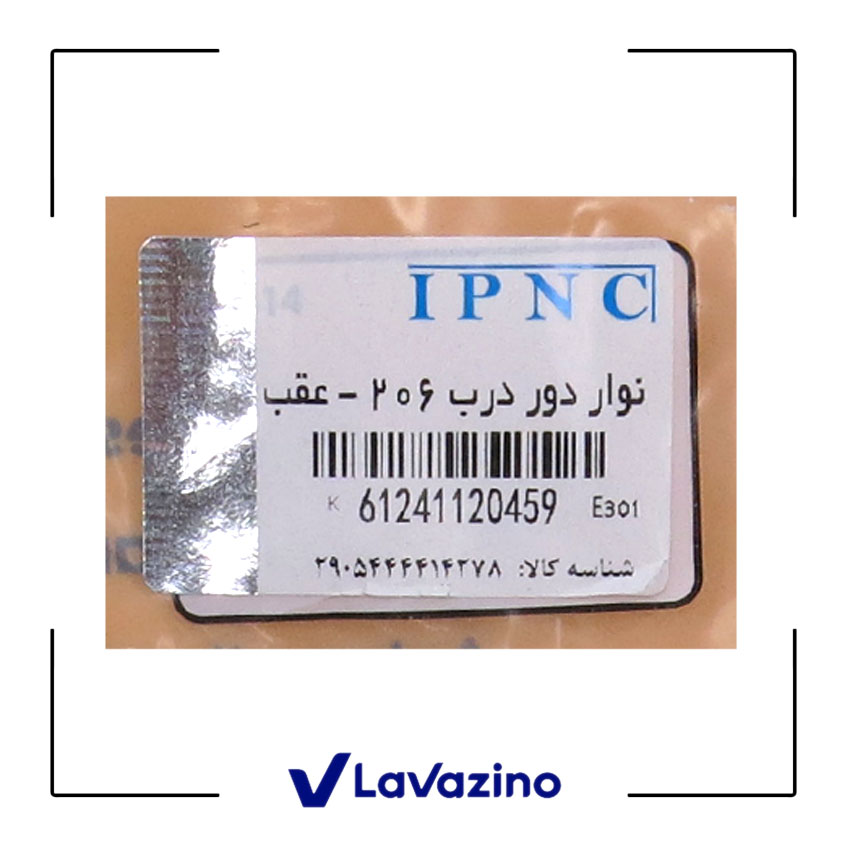 IPNC
نوار دور درب ۲۰۶ - عقب
K 61241120459 E301
شناسه کالا: ۲۹۰۵۴۴۴۴۱۴۲۷۸
LaVazino